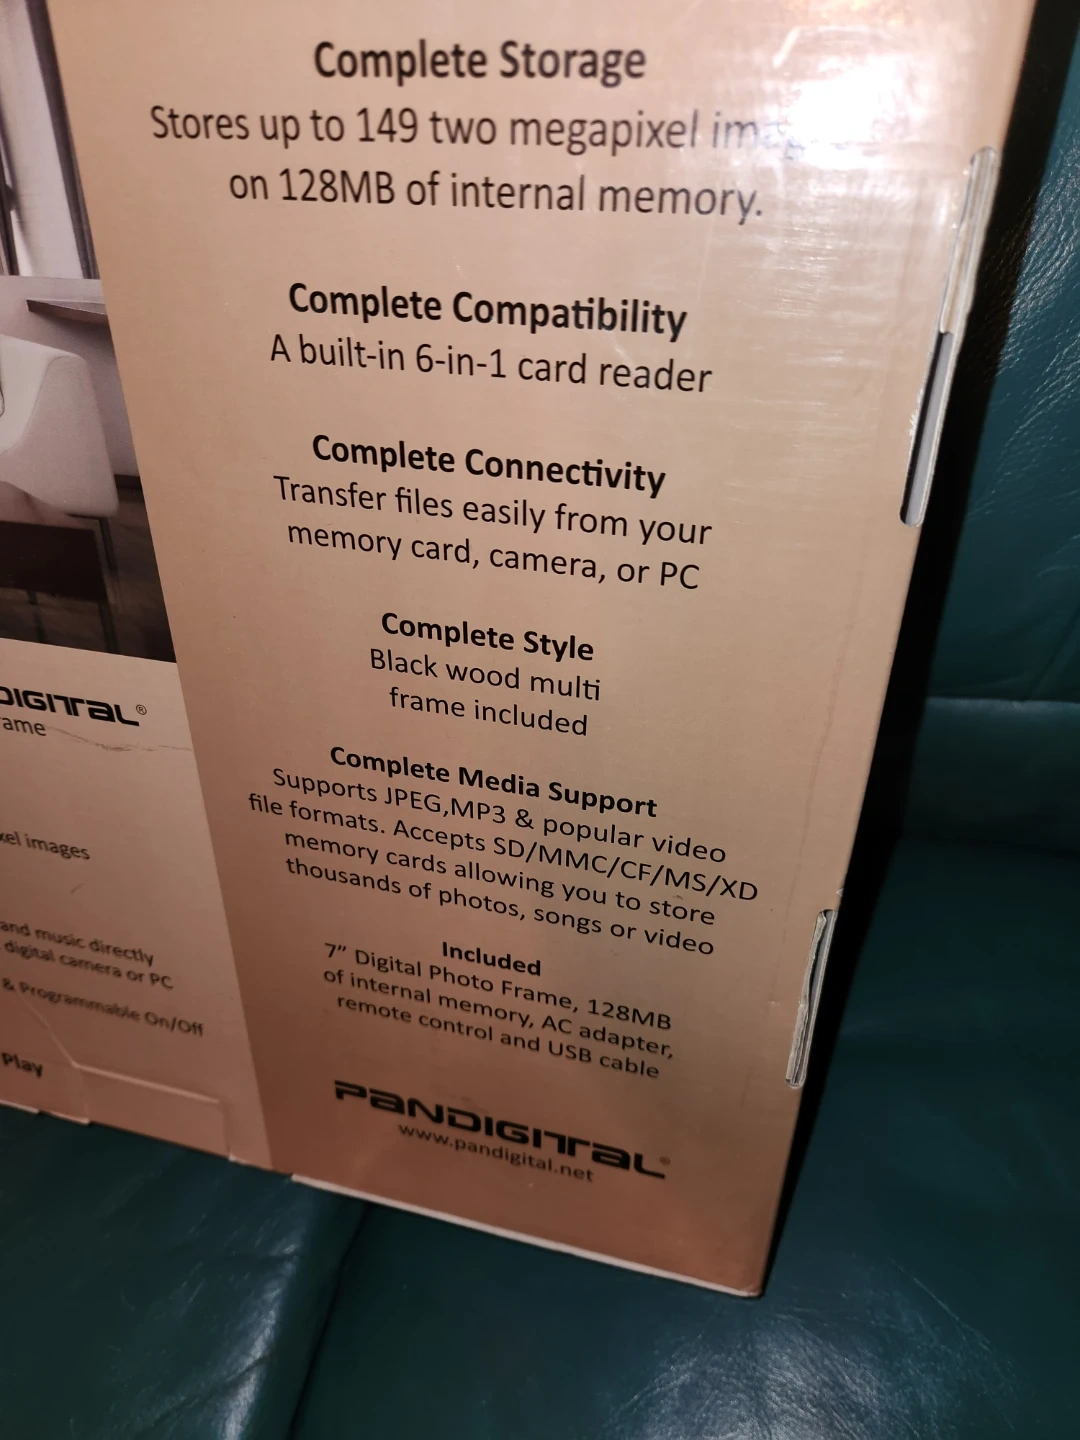 Complete Storage
Stores up to 149 two megapixel
on 128MB of internal memory.
Complete Compatibility
A built-in 6-in-1 card reader
Complete Connectivity
Transfer files easily from your
memory card, camera, or PC
Complete Style
Black wood multi
frame included
Complete Media Support
Supports JPEG,MP3 & popular video
file formats. Accepts SD/MMC/CF/MS/XD
memory cards allowing you to store
thousands of photos, songs or video
Included
7” Digital Photo Frame, 128MB
of internal memory, AC adapter,
remote control and USB cable
PANDIGITAL®
www.pandigital.net
DIGITAL®
rame
xel images
and music directly
digital camera or PC
& Programmable On/Off
Play